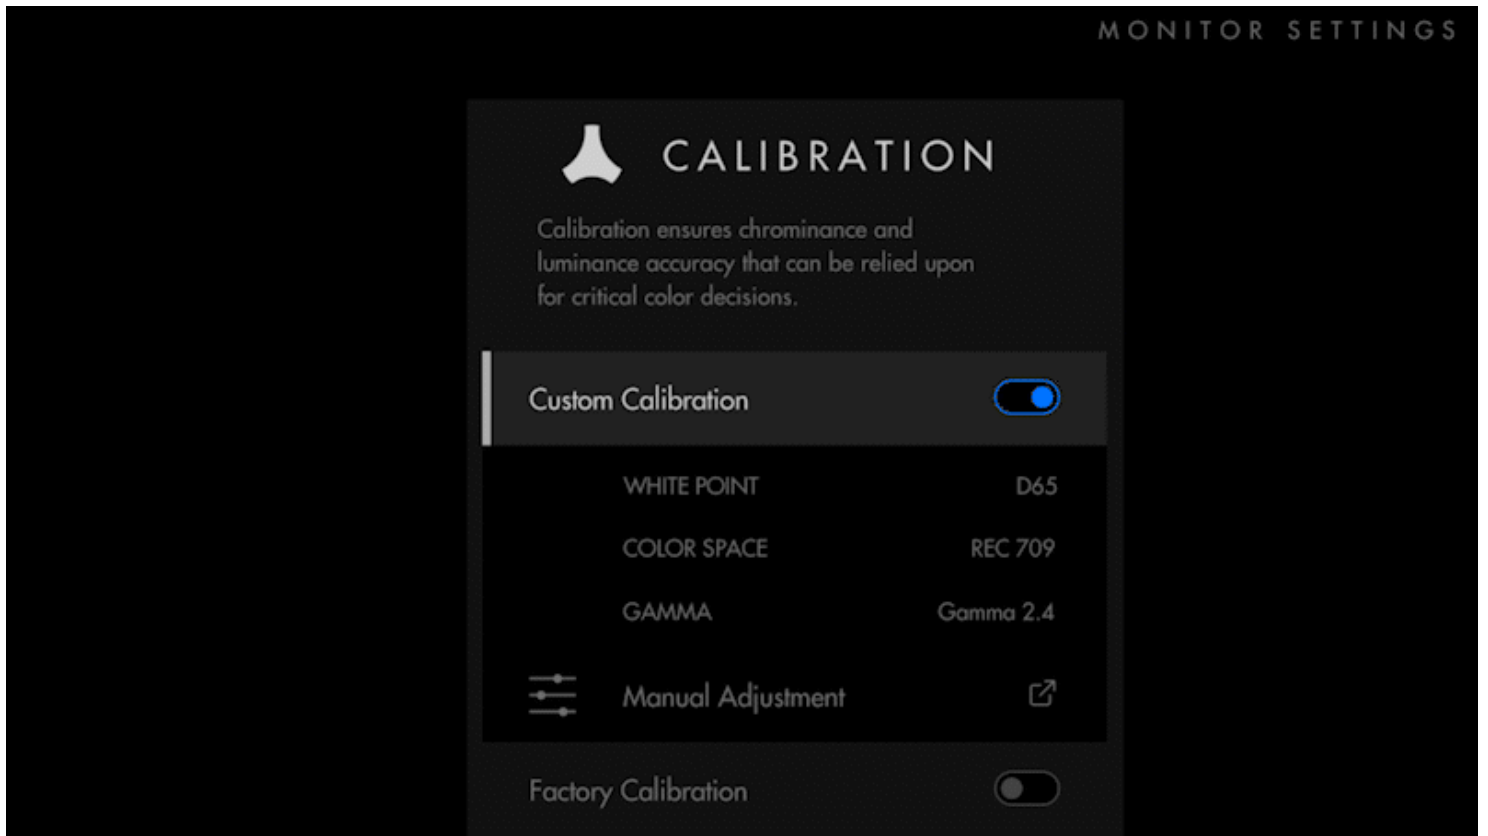 MONITOR SETTINGS
CALIBRATION
Calibration ensures chrominance and
luminance accuracy that can be relied upon
for critical color decisions.
Custom Calibration
WHITE POINT D65
COLOR SPACE REC 709
GAMMA Gamma 2.4
Manual Adjustment
Factory Calibration